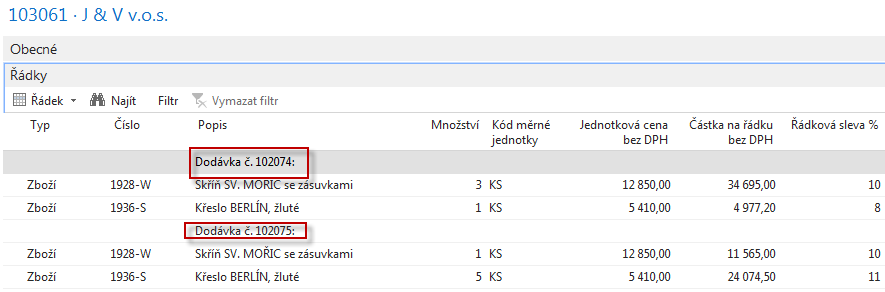 103061 · J & V v.o.s.
Obecné
Řádky
Řádek Najít Filtr Vymazat filtr
Typ Číslo Popis Množství Kód měrné jednotky Jednotková cena bez DPH Částka na řádku bez DPH Řádková sleva %
Dodávka č. 102074:
Zboží 1928-W Skříň SV. MOŘIC se zásuvkami 3 KS 12 850,00 34 695,00 10
Zboží 1936-S Křeslo BERLÍN, žluté 1 KS 5 410,00 4 977,20 8
Dodávka č. 102075:
Zboží 1928-W Skříň SV. MOŘIC se zásuvkami 1 KS 12 850,00 11 565,00 10
Zboží 1936-S Křeslo BERLÍN, žluté 5 KS 5 410,00 24 074,50 11